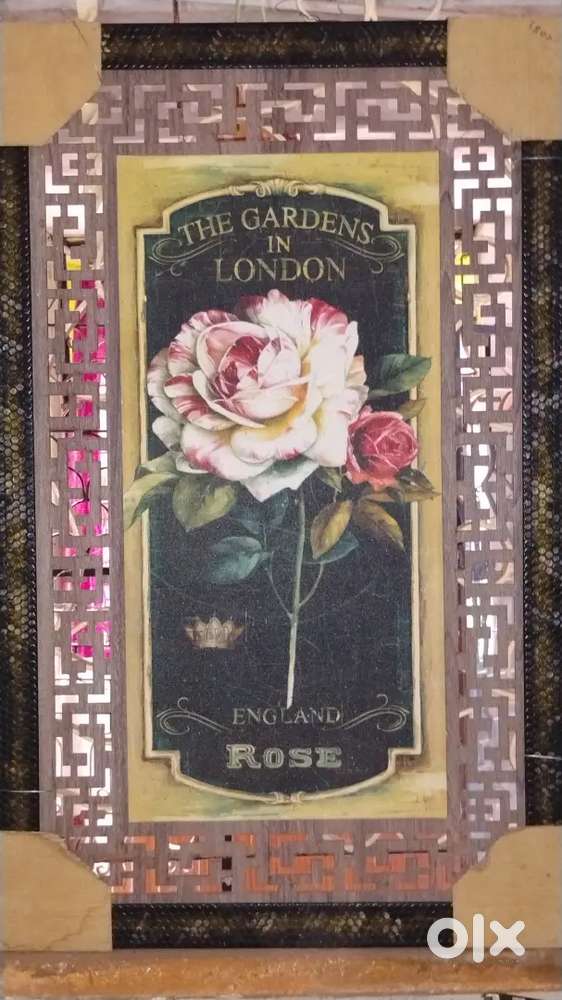 THE GARDENS
IN
LONDON
ENGLAND
ROSE
olx